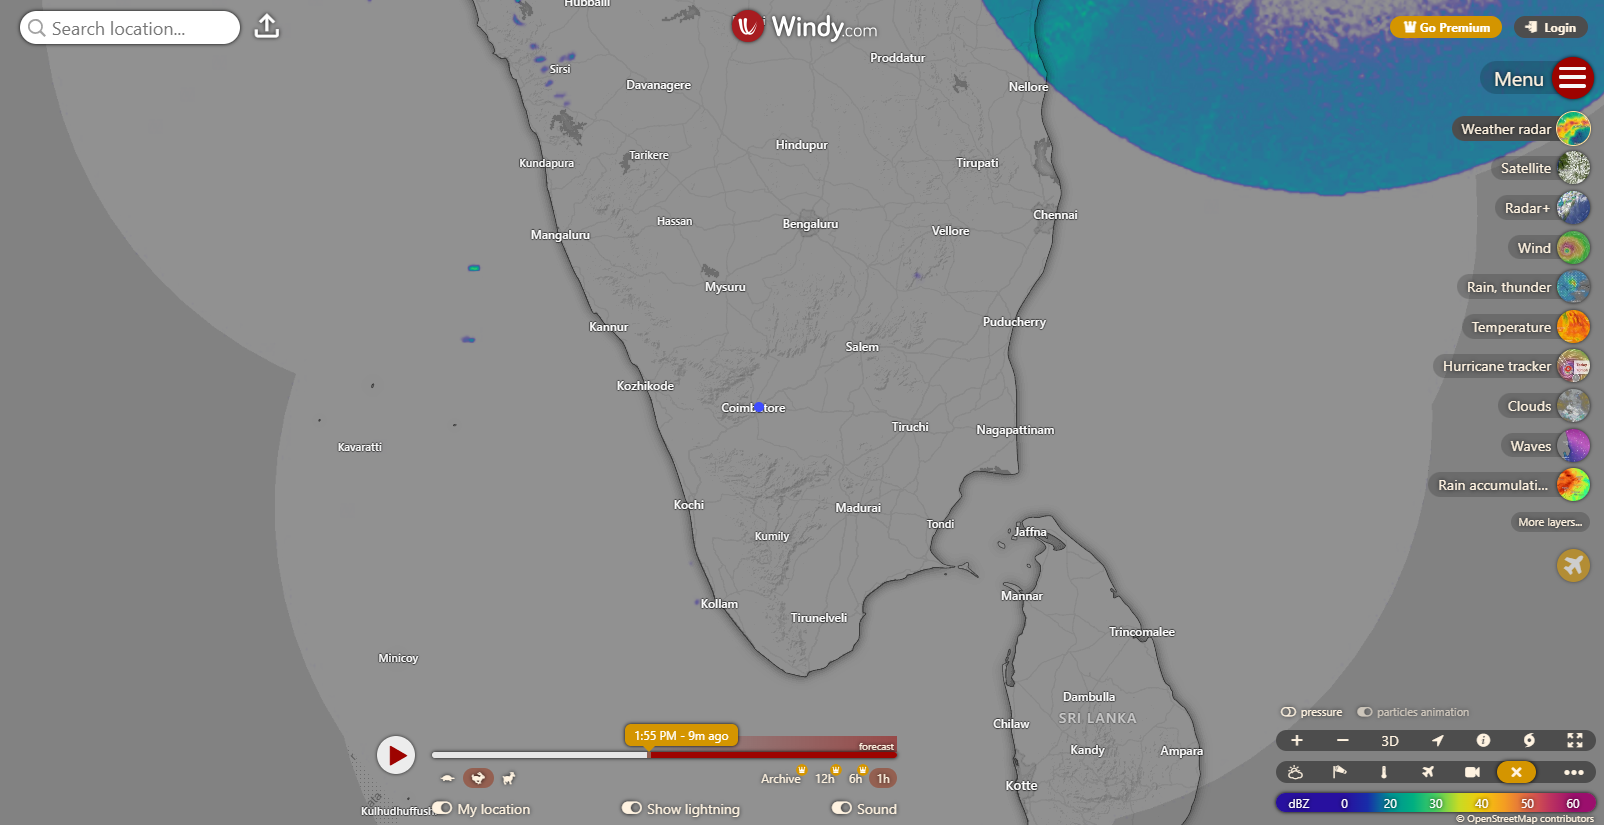 Hubballi
Search location...
Windy.com
Go Premium
Login
Proddatur
Sirsi
Davanagere
Nellore
Menu
Weather radar
Hindupur
Tarikere
Kundapura
Tirupati
Satellite
Radar+
Chennai
Hassan
Bengaluru
Mangaluru
Vellore
Wind
Mysuru
Rain, thunder
Kannur
Puducherry
Temperature
Salem
Hurricane tracker
Kozhikode
Coimbatore
Clouds
Tiruchi
Nagapattinam
Kavaratti
Waves
Rain accumulati...
Kochi
Madurai
Tondi
More layers...
Kumily
Jaffna
Mannar
Kollam
Tirunelveli
Trincomalee
Minicoy
Dambulla
pressure
particles animation
SRI LANKA
Chilaw
1:55 PM - 9m ago
forecast
3D
Kandy
Ampara
Archive
12h
6h
1h
Kotte
dBZ 0 20 30 40 50 60
Kulhudhuffush
My location
Show lightning
Sound
© OpenStreetMap contributors